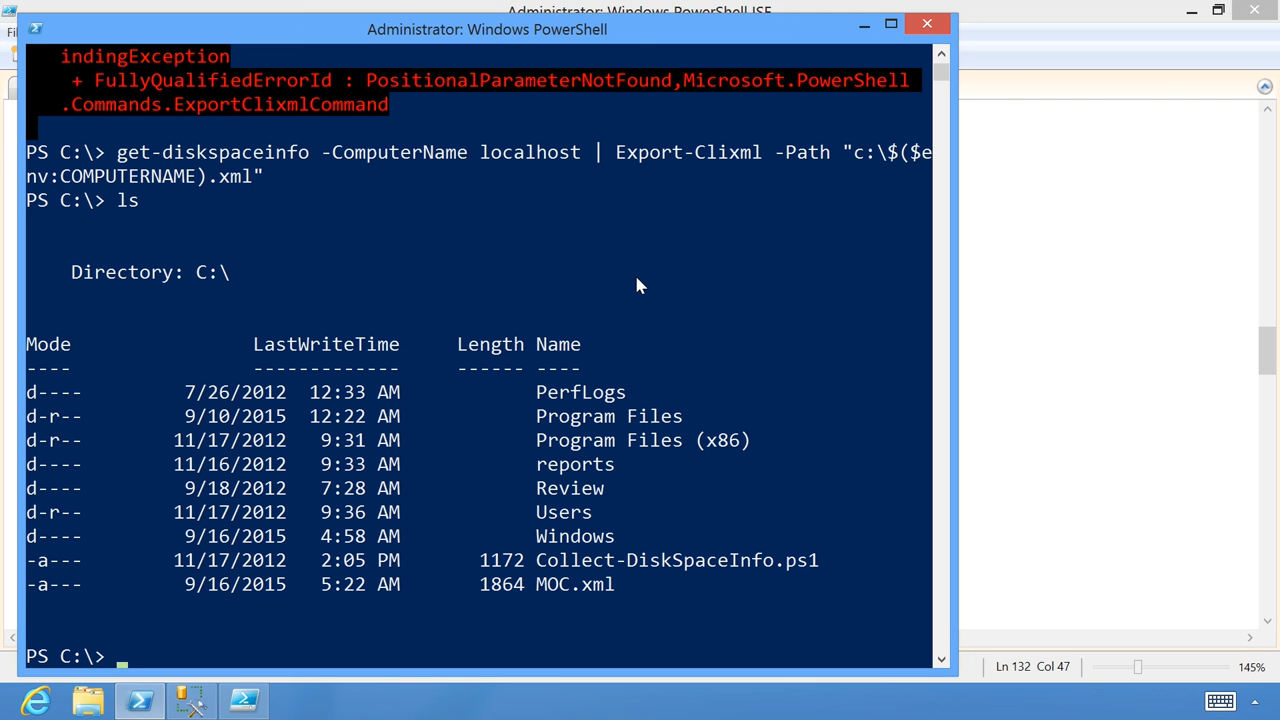 Administrator: Windows PowerShell ISE
Administrator: Windows PowerShell
indingException
+ FullyQualifiedErrorId : PositionalParameterNotFound,Microsoft.PowerShell
.Commands.ExportClixmlCommand
PS C:\> get-diskspaceinfo -ComputerName localhost | Export-Clixml -Path "c:\$($e
nv:COMPUTERNAME).xml"
PS C:\> ls
Directory: C:\
Mode LastWriteTime Length Name
---- ------------- ------ ----
d---- 7/26/2012 12:33 AM PerfLogs
d-r-- 9/10/2015 12:22 AM Program Files
d-r-- 11/17/2012 9:31 AM Program Files (x86)
d---- 11/16/2012 9:33 AM reports
d---- 9/18/2012 7:28 AM Review
d-r-- 11/17/2012 9:36 AM Users
d---- 9/16/2015 4:58 AM Windows
-a--- 11/17/2012 2:05 PM 1172 Collect-DiskSpaceInfo.ps1
-a--- 9/16/2015 5:22 AM 1864 MOC.xml
PS C:\>
Ln 132 Col 47 145%